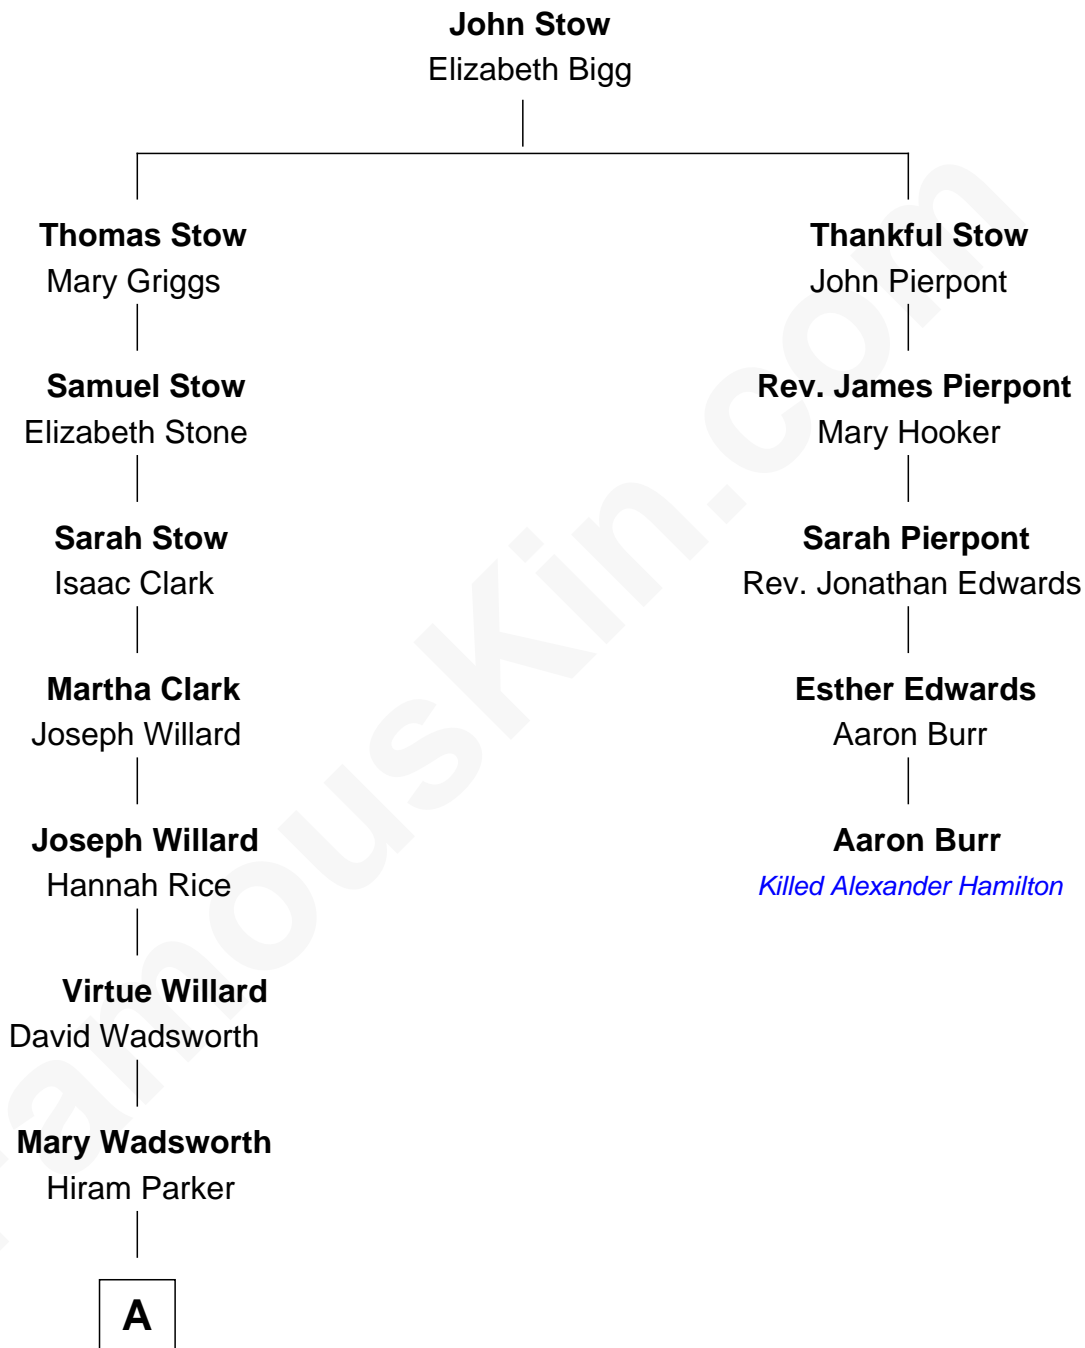 John Stow
Elizabeth Bigg
Thomas Stow
Mary Griggs
Thankful Stow
John Pierpont
Samuel Stow
Elizabeth Stone
Rev. James Pierpont
Mary Hooker
Sarah Stow
Isaac Clark
Sarah Pierpont
Rev. Jonathan Edwards
Martha Clark
Joseph Willard
Esther Edwards
Aaron Burr
Joseph Willard
Hannah Rice
Aaron Burr
Killed Alexander Hamilton
Virtue Willard
David Wadsworth
Mary Wadsworth
Hiram Parker
A
FamousKin.com